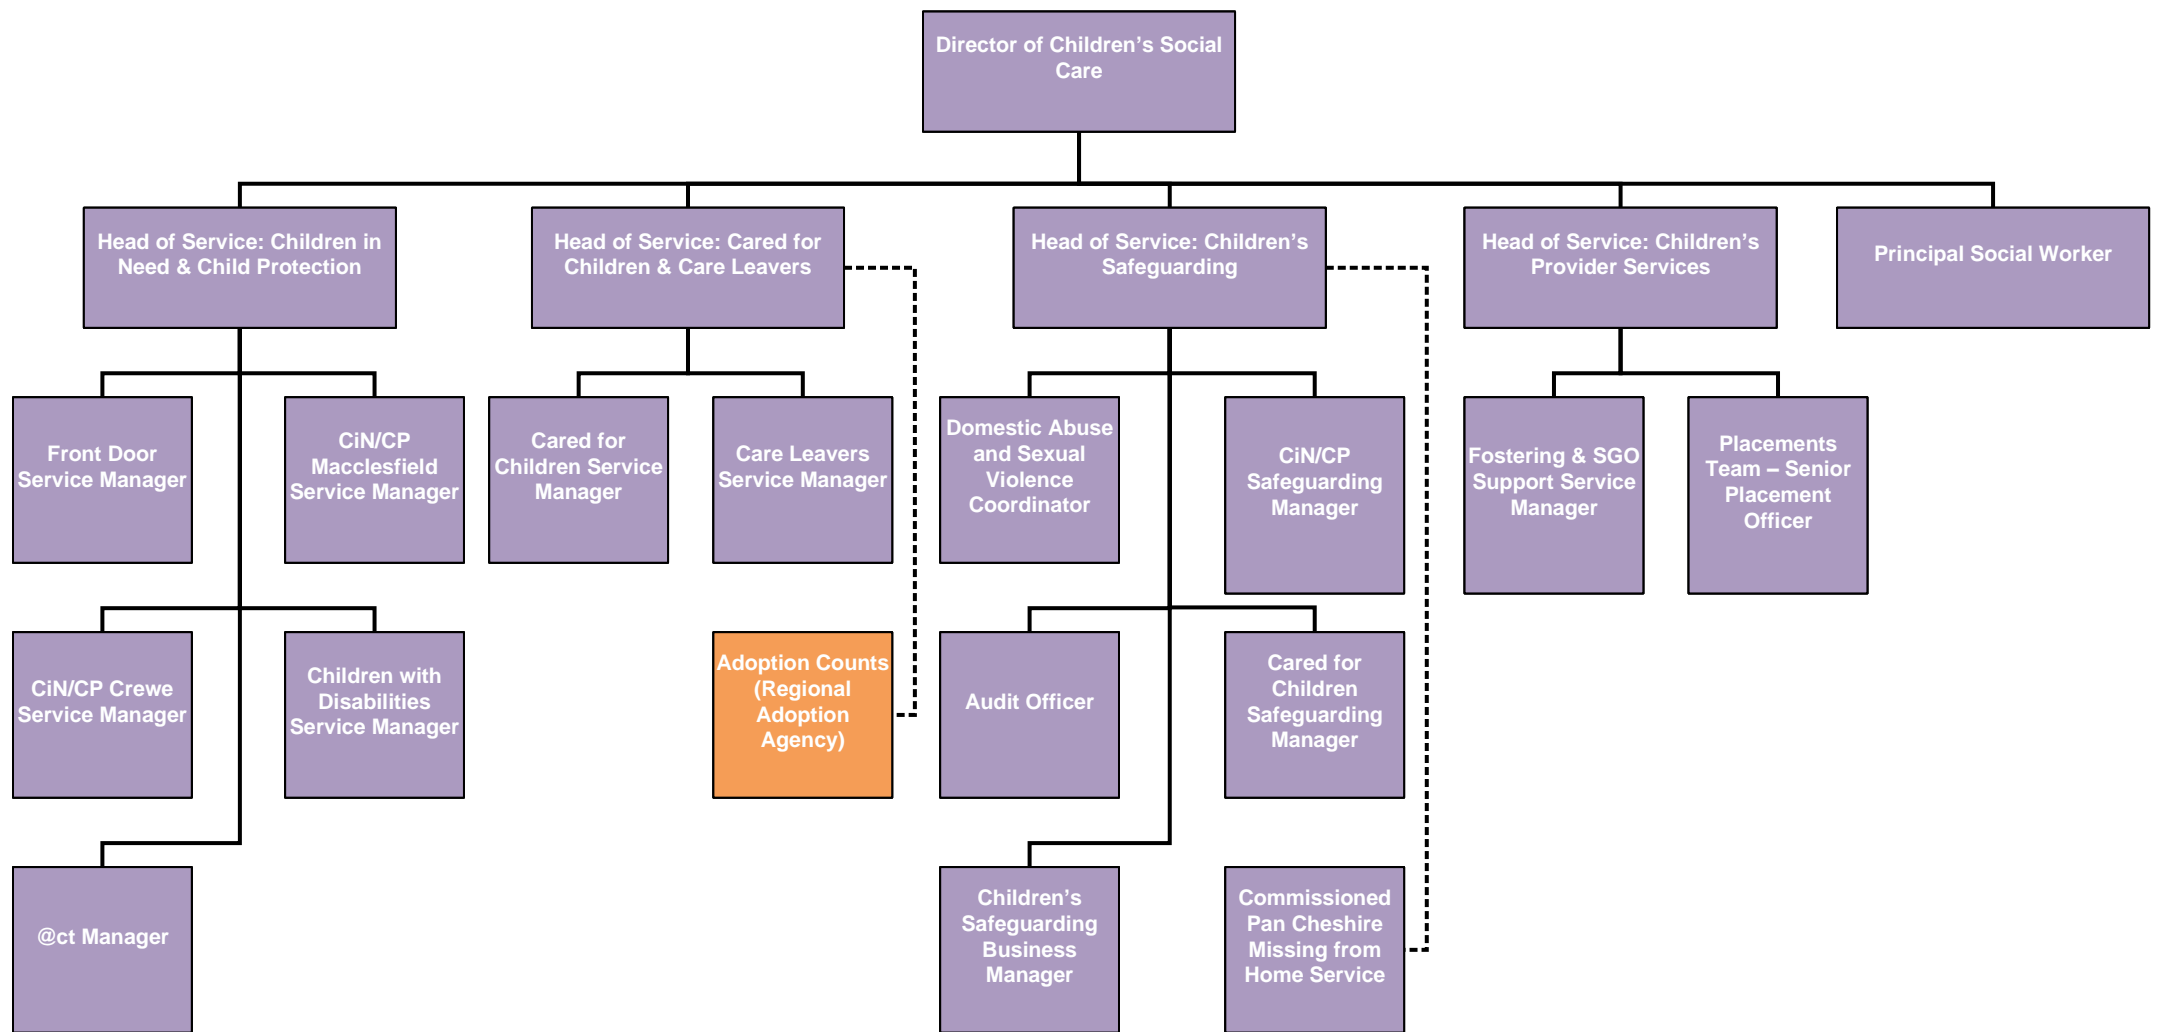 Director of Children’s Social
Care
Head of Service: Children in
Need & Child Protection
Head of Service: Cared for
Children & Care Leavers
Head of Service: Children’s
Safeguarding
Head of Service: Children’s
Provider Services
Principal Social Worker
Front Door
Service Manager
CiN/CP
Macclesfield
Service Manager
Cared for
Children Service
Manager
Care Leavers
Service Manager
Domestic Abuse
and Sexual
Violence
Coordinator
CiN/CP
Safeguarding
Manager
Fostering & SGO
Support Service
Manager
Placements
Team – Senior
Placement
Officer
CiN/CP Crewe
Service Manager
Children with
Disabilities
Service Manager
Adoption Counts
(Regional
Adoption
Agency)
Audit Officer
Cared for
Children
Safeguarding
Manager
@ct Manager
Children’s
Safeguarding
Business
Manager
Commissioned
Pan Cheshire
Missing from
Home Service